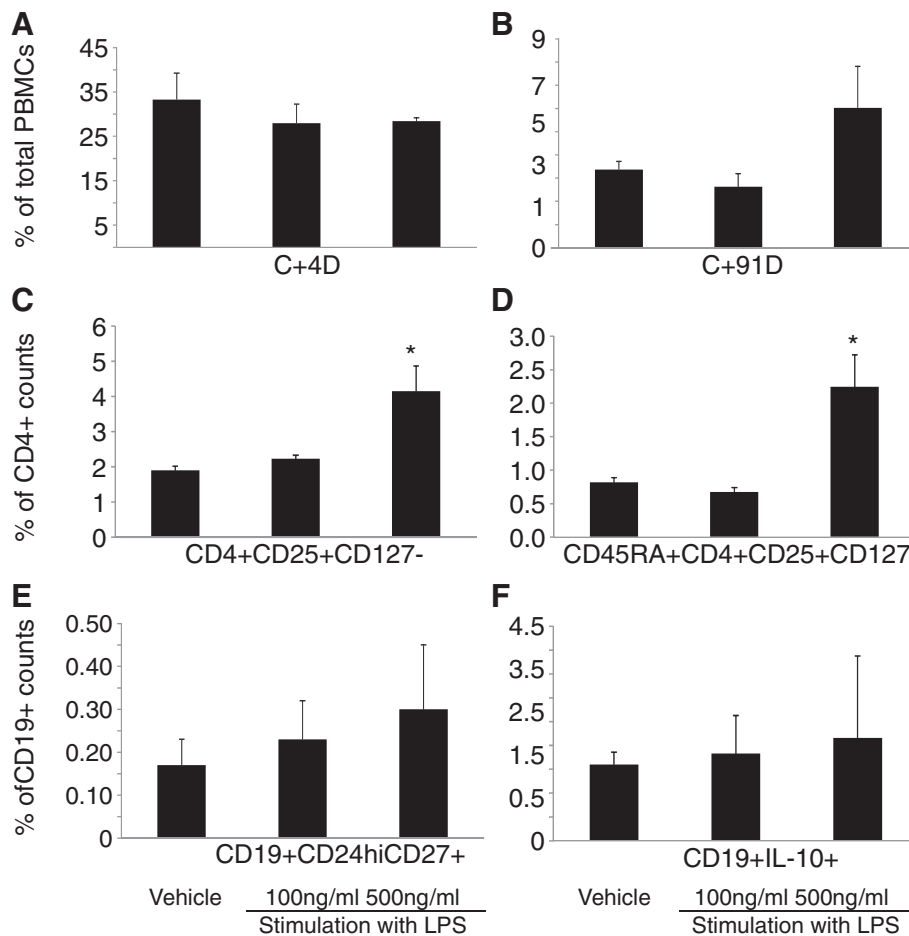 A
B
% of total PBMCs
45
35
25
15
5
C+4D
9
7
5
3
1
0
C+91D
C
D
% of CD4+ counts
6
5
4
3
2
1
0
*
CD4+CD25+CD127-
3.0
2.5
2.0
1.5
1.0
0.5
0.0
*
CD45RA+CD4+CD25+CD127
E
F
% ofCD19+ counts
0.50
0.40
0.30
0.20
0.10
0
CD19+CD24hiCD27+
4.5
3.5
2.5
1.5
0.5
0
CD19+IL-10+
Vehicle 100ng/ml 500ng/ml
Stimulation with LPS
Vehicle 100ng/ml 500ng/ml
Stimulation with LPS